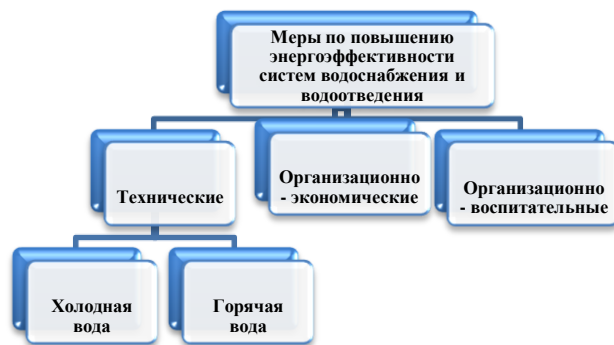 Меры по повышению
энергоэффективности
систем водоснабжения и
водоотведения
Технические
Организационно
- экономические
Организационно
- воспитательные
Холодная
вода
Горячая
вода